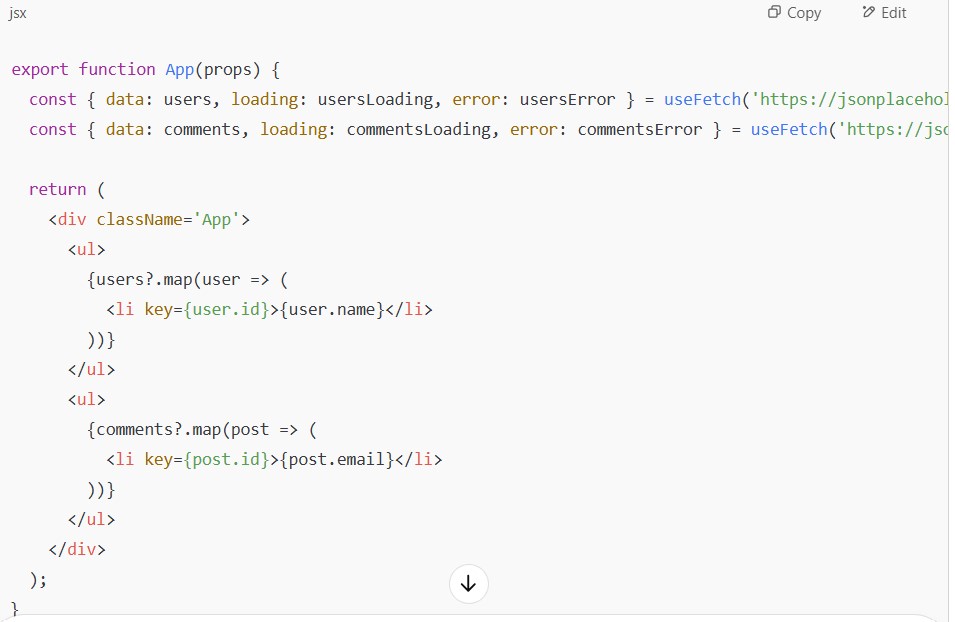 jsx
Copy
Edit
export function App(props) {
  const { data: users, loading: usersLoading, error: usersError } = useFetch('https://jsonplacehol
  const { data: comments, loading: commentsLoading, error: commentsError } = useFetch('https://jsc
  return (
    <div className='App'>
      <ul>
        {users?.map(user => (
          <li key={user.id}>{user.name}</li>
        ))}
      </ul>
      <ul>
        {comments?.map(post => (
          <li key={post.id}>{post.email}</li>
        ))}
      </ul>
    </div>
  );
}